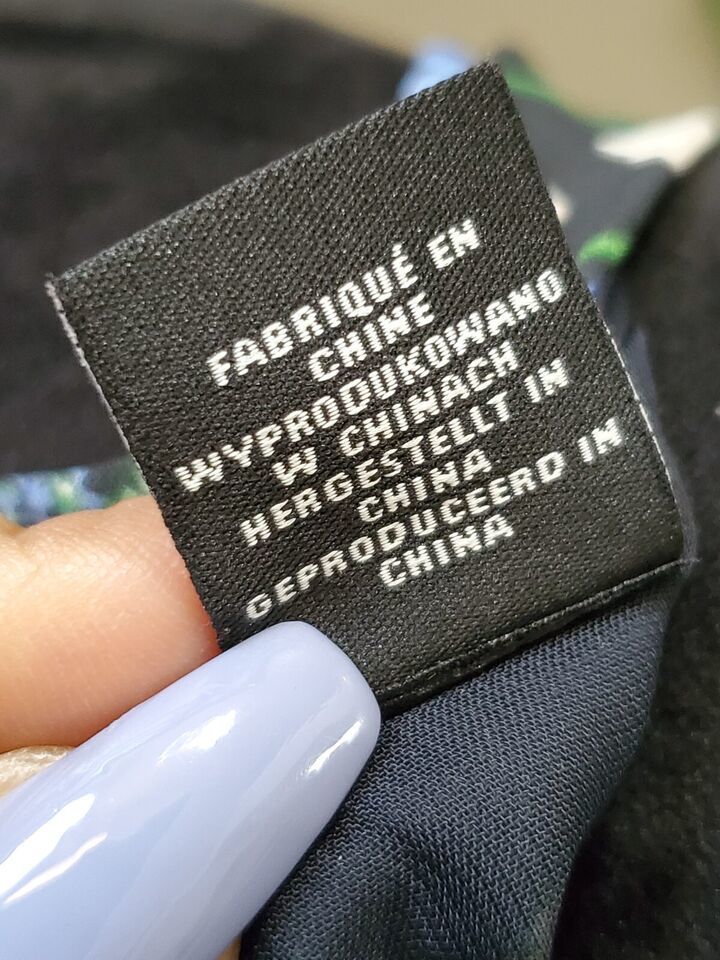 FABRIQUÉ EN
CHINE
WYPRODUKOWANO
W CHINACH
HERGESTELLT IN
CHINA
GEPRODUCEERD IN
CHINA